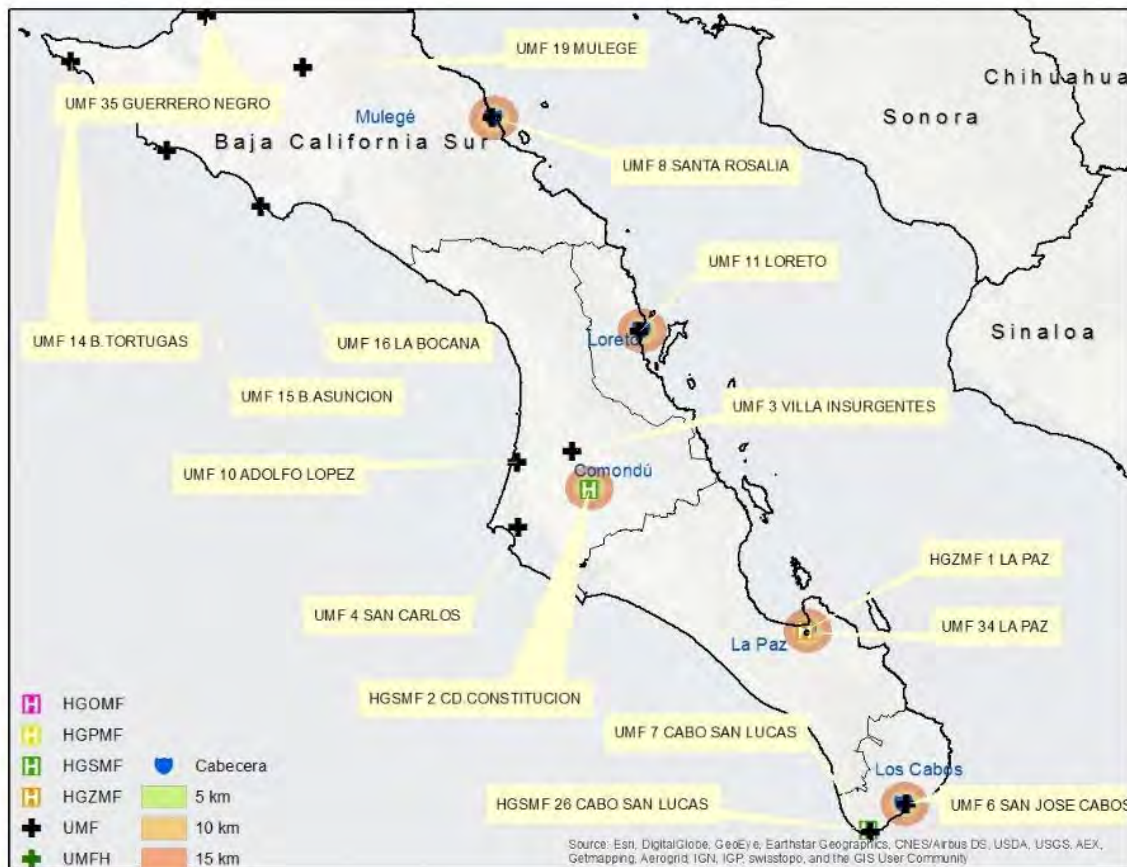 UMF 19 MULEGE
Chihuahua
UMF 35 GUERRERO NEGRO
Sonora
Mulegé
Baja California Sur
UMF 8 SANTA ROSALIA
UMF 11 LORETO
UMF 14 B.TORTUGAS
UMF 16 LA BOCANA
Loreto
Sinaloa
UMF 15 B.ASUNCION
UMF 3 VILLA INSURGENTES
UMF 10 ADOLFO LOPEZ
Comondú
H
HGZMF 1 LA PAZ
UMF 4 SAN CARLOS
UMF 34 LA PAZ
La Paz
HGSMF 2 CD.CONSTITUCION
UMF 7 CABO SAN LUCAS
Los Cabos
HGSMF 26 CABO SAN LUCAS
UMF 6 SAN JOSE CABOS
H HGOMF
H HGPMF
H HGSMF
H HGZMF
UMF
UMFH
Cabecera
5 km
10 km
15 km
Source: Esri, DigitalGlobe, GeoEye, Earthstar Geographics, CNES/Airbus DS, USDA, USGS, AEX,
Getmapping, Aerogrid, IGN, IGP, swisstopo, and the GIS User Community